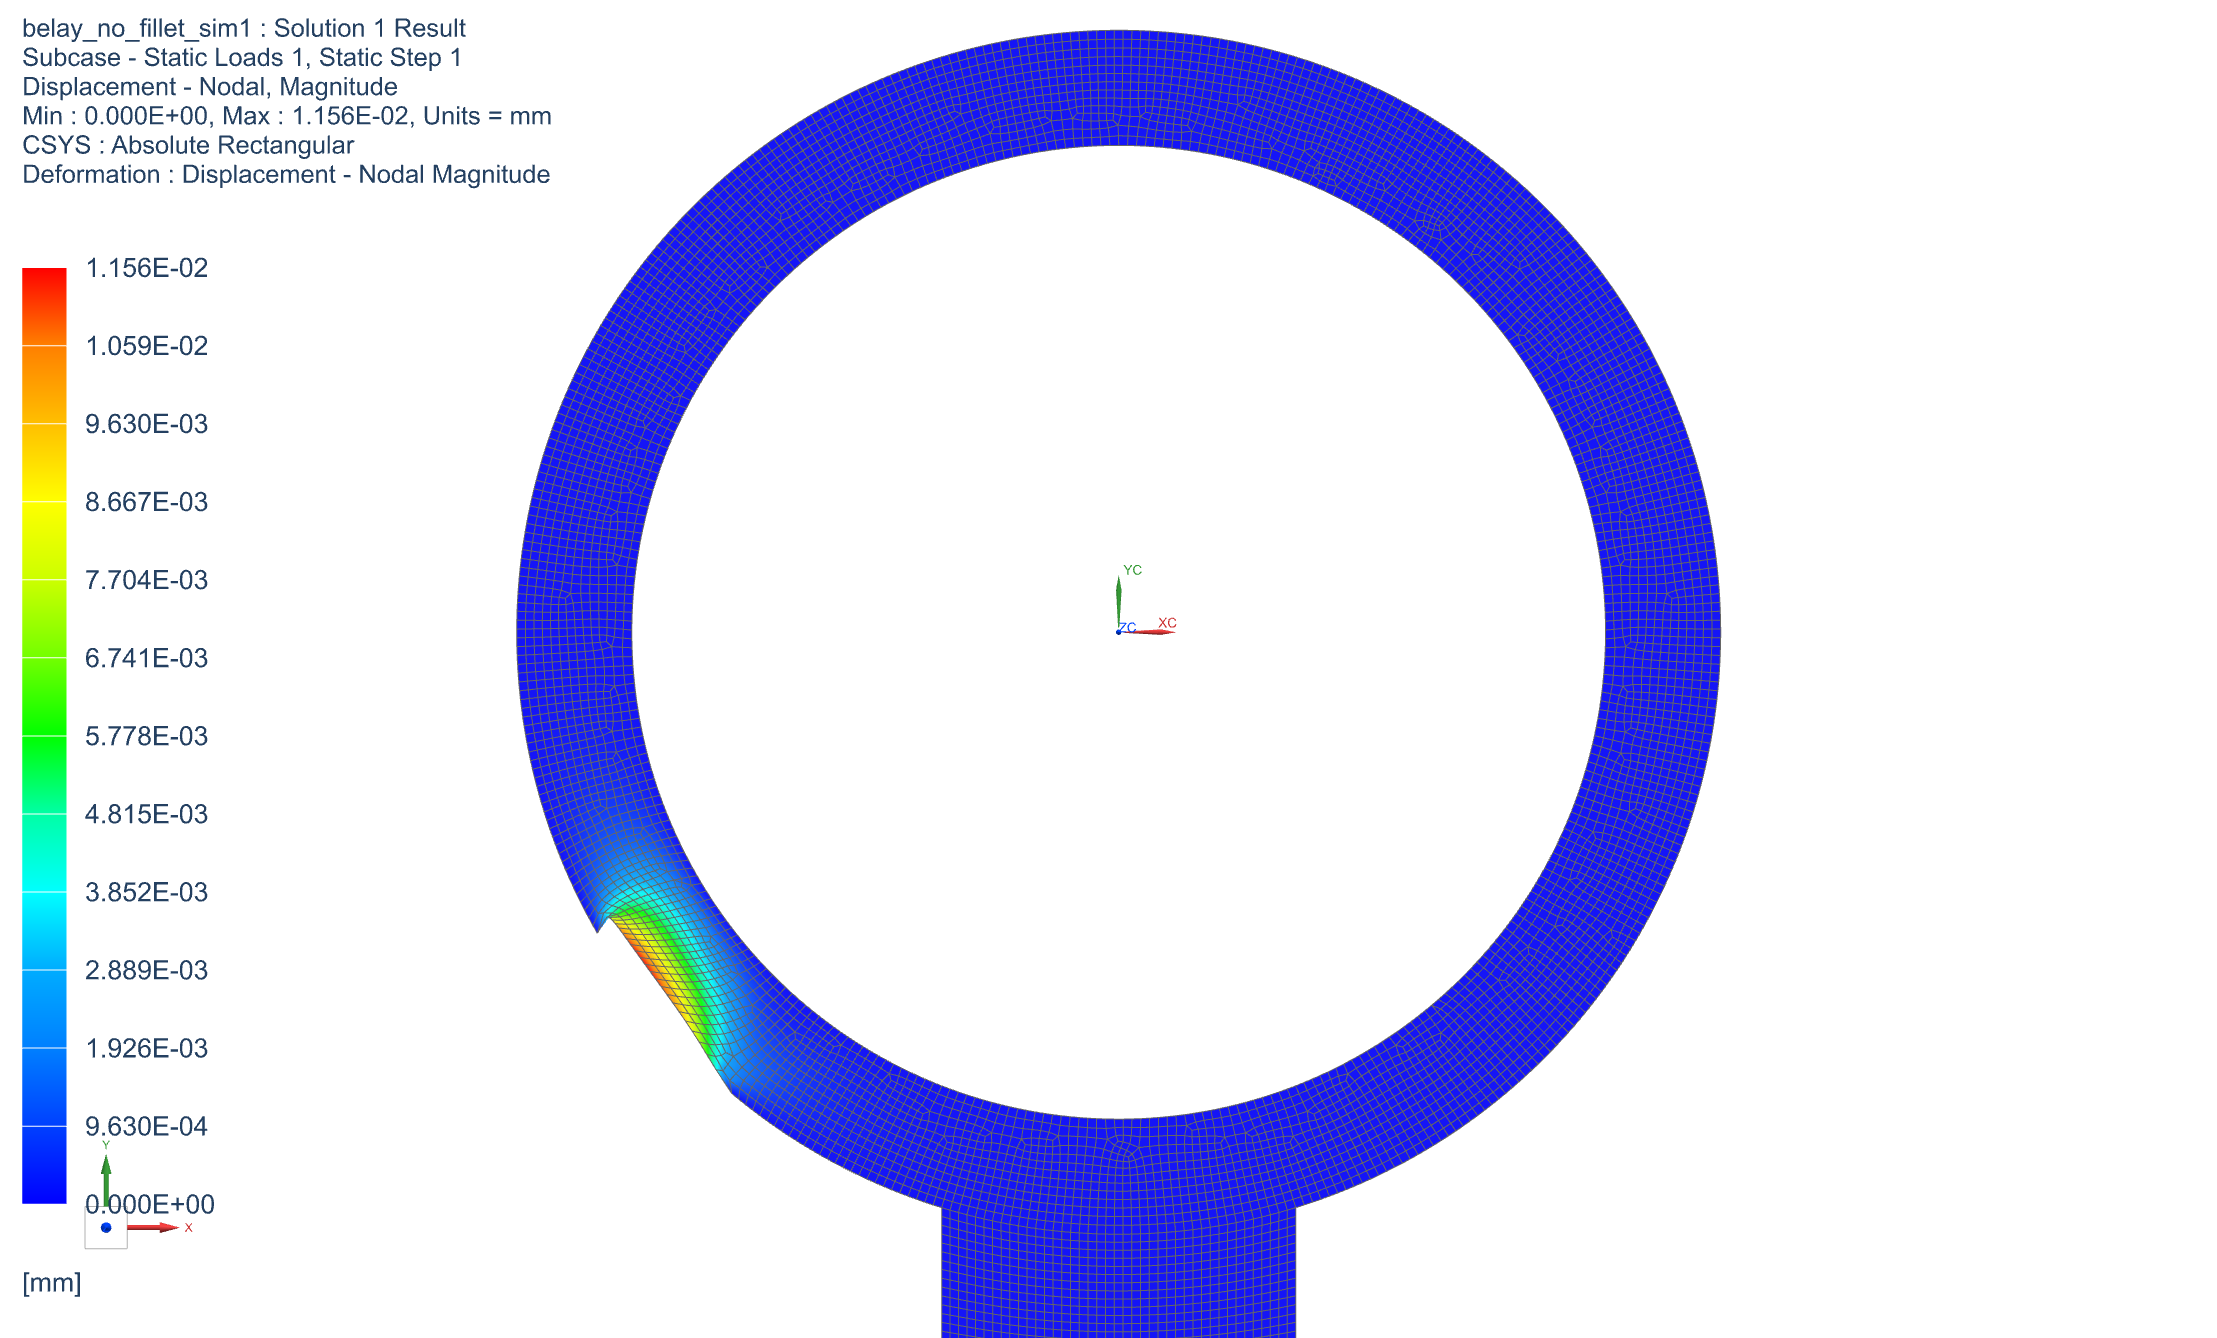 belay_no_fillet_sim1 : Solution 1 Result
Subcase - Static Loads 1, Static Step 1
Displacement - Nodal, Magnitude
Min : 0.000E+00, Max : 1.156E-02, Units = mm
CSYS : Absolute Rectangular
Deformation : Displacement - Nodal Magnitude
1.156E-02
1.059E-02
9.630E-03
8.667E-03
7.704E-03
6.741E-03
5.778E-03
4.815E-03
3.852E-03
2.889E-03
1.926E-03
9.630E-04
0.000E+00
[mm]
YC
XC
ZC
Y
X